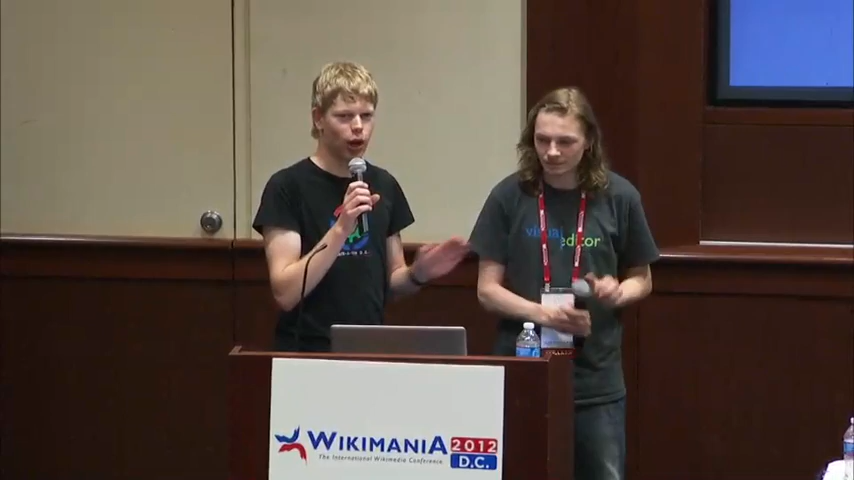 visual
editor
WIKIMANIA 2012
D.C.
The International Wikimedia Conference